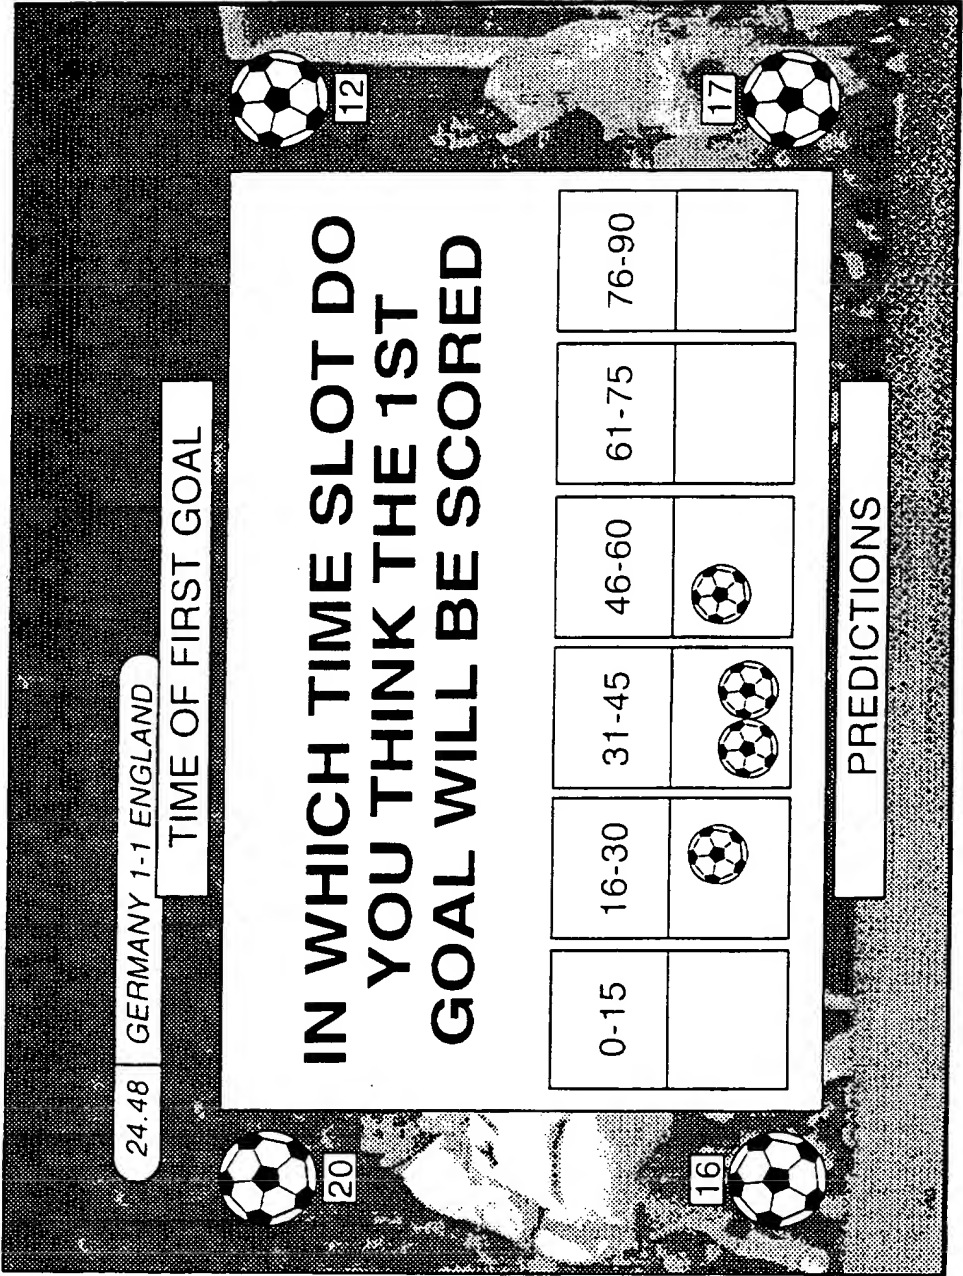 24.48 GERMANY 1-1 ENGLAND
TIME OF FIRST GOAL
20
12
IN WHICH TIME SLOT DO
YOU THINK THE 1ST
GOAL WILL BE SCORED
0-15 16-30 31-45 46-60 61-75 76-90
16
17
PREDICTIONS